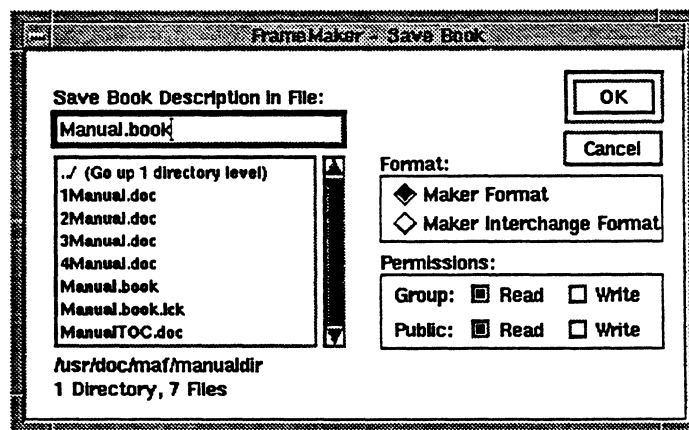 FrameMaker - Save Book
Save Book Description in File:
Manual.book
../ (Go up 1 directory level)
1Manual.doc
2Manual.doc
3Manual.doc
4Manual.doc
Manual.book
Manual.book.lck
ManualTOC.doc
/usr/doc/maf/manualdir
1 Directory, 7 Files
OK
Cancel
Format:
Maker Format
Maker Interchange Format
Permissions:
Group: Read Write
Public: Read Write